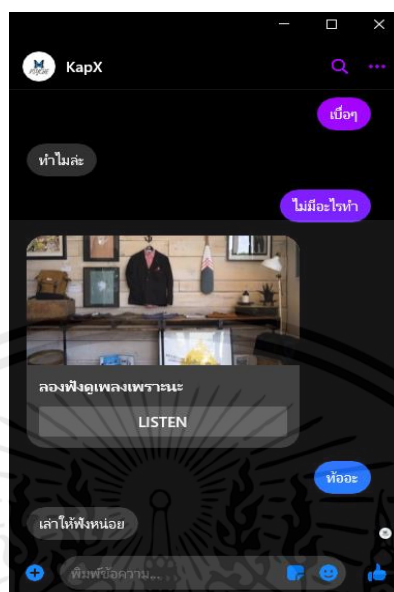 KapX
เบื่อๆ
ทำไมล่ะ
ไม่มีอะไรทำ
ลองฟังดูเพลงเพราะนะ
LISTEN
ท้ออะ
เล่าให้ฟังหน่อย
พิมพ์ข้อความ...